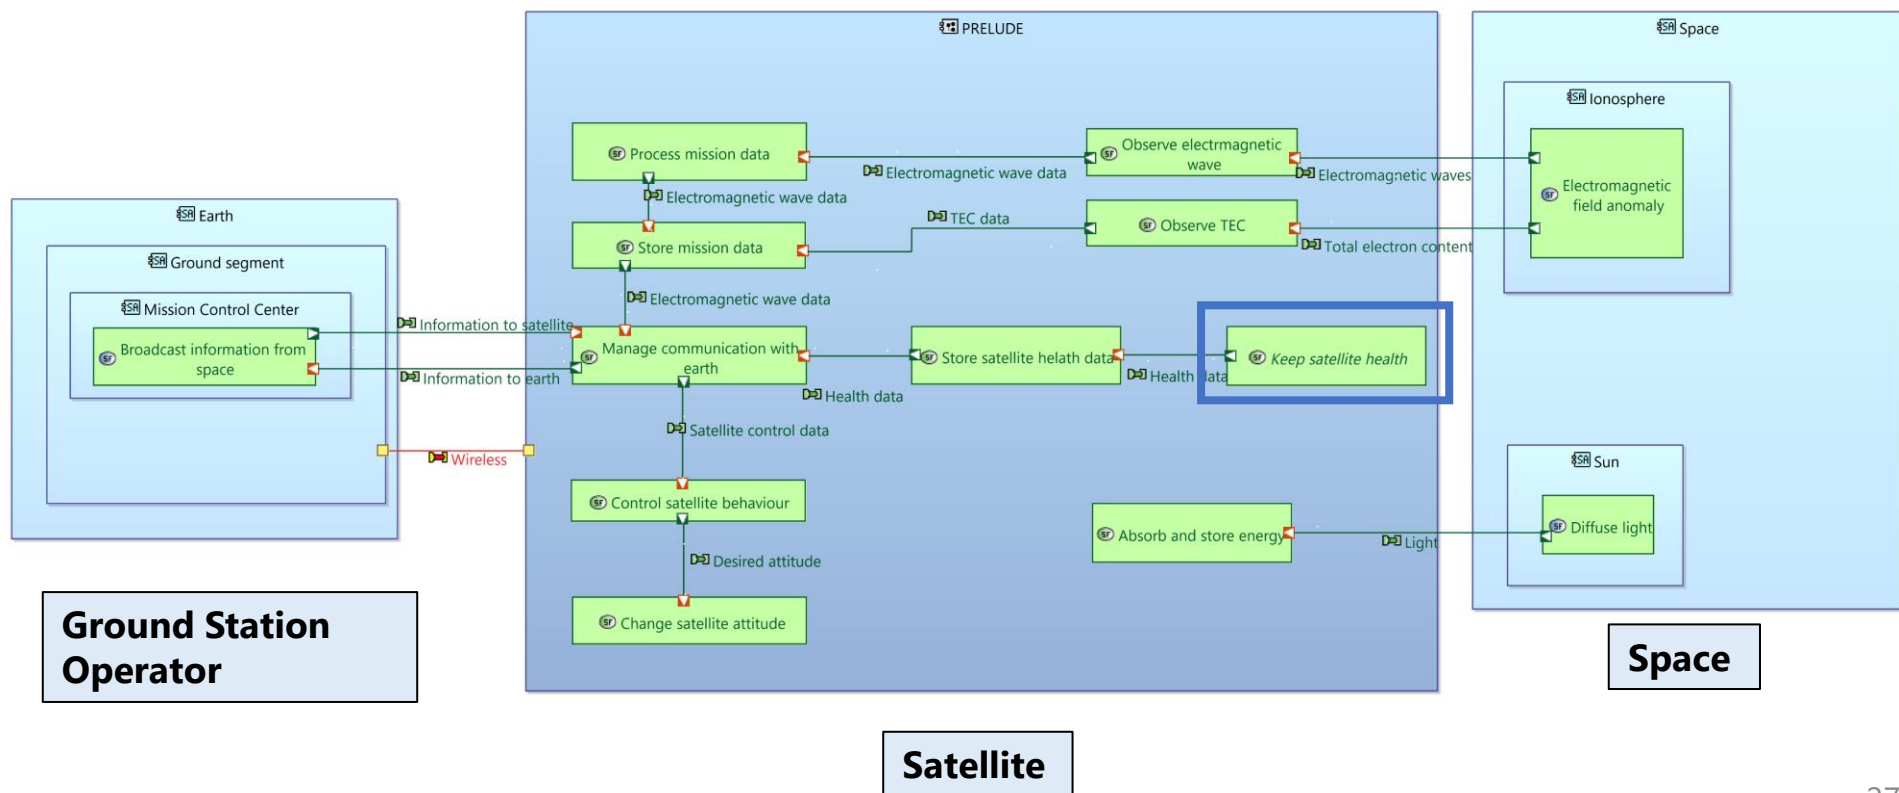 PRELUDE
Space
Ionosphere
Process mission data
Observe electrmagnetic
wave
Electromagnetic wave data
Electromagnetic waves
Electromagnetic
field anomaly
Electromagnetic wave data
Earth
TEC data
Observe TEC
Total electron content
Store mission data
Ground segment
Electromagnetic wave data
Mission Control Center
Information to satellite
Broadcast information from
space
Manage communication with
earth
Store satellite helath data
Keep satellite health
Information to earth
Health data
Health data
Satellite control data
Wireless
Sun
Control satellite behaviour
Absorb and store energy
Light
Diffuse light
Desired attitude
Change satellite attitude
Ground Station
Operator
Space
Satellite